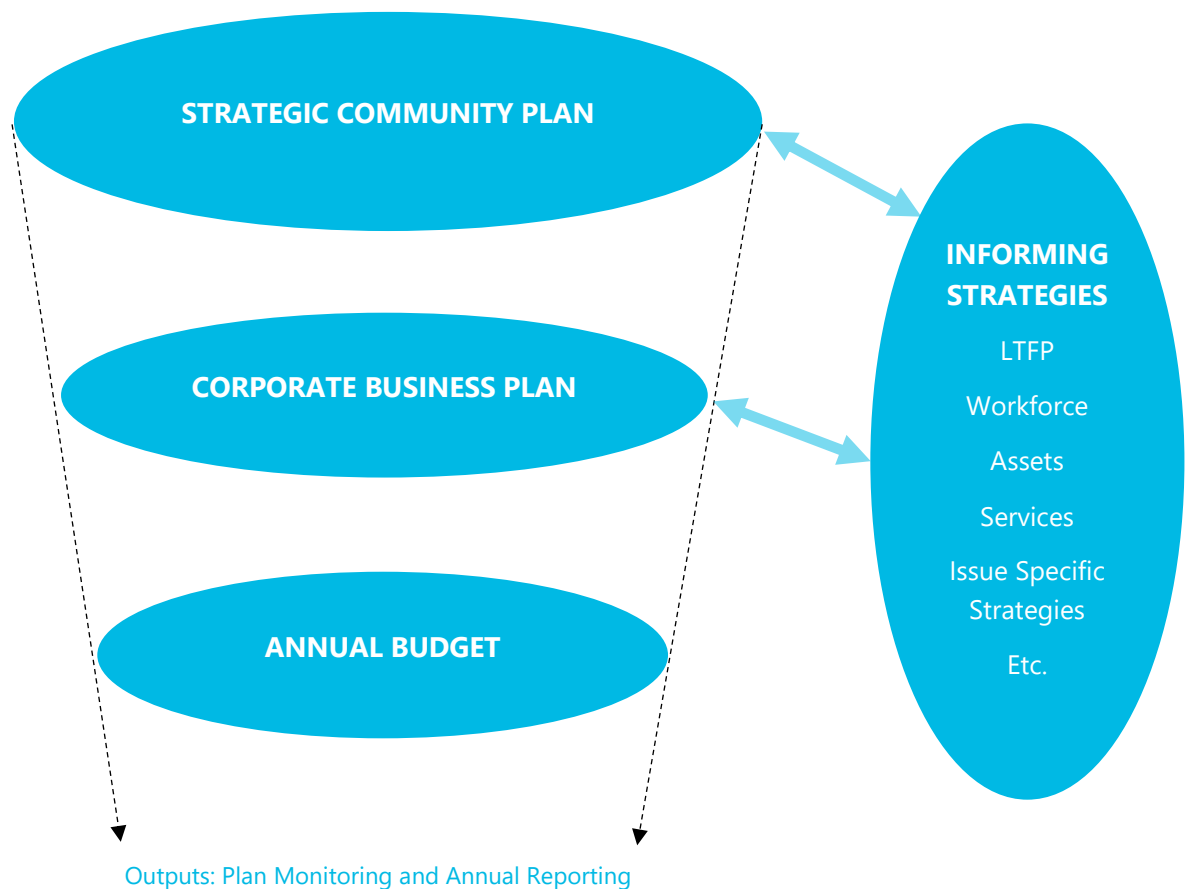 STRATEGIC COMMUNITY PLAN
CORPORATE BUSINESS PLAN
ANNUAL BUDGET
INFORMING
STRATEGIES
LTFP
Workforce
Assets
Services
Issue Specific
Strategies
Etc.
Outputs: Plan Monitoring and Annual Reporting